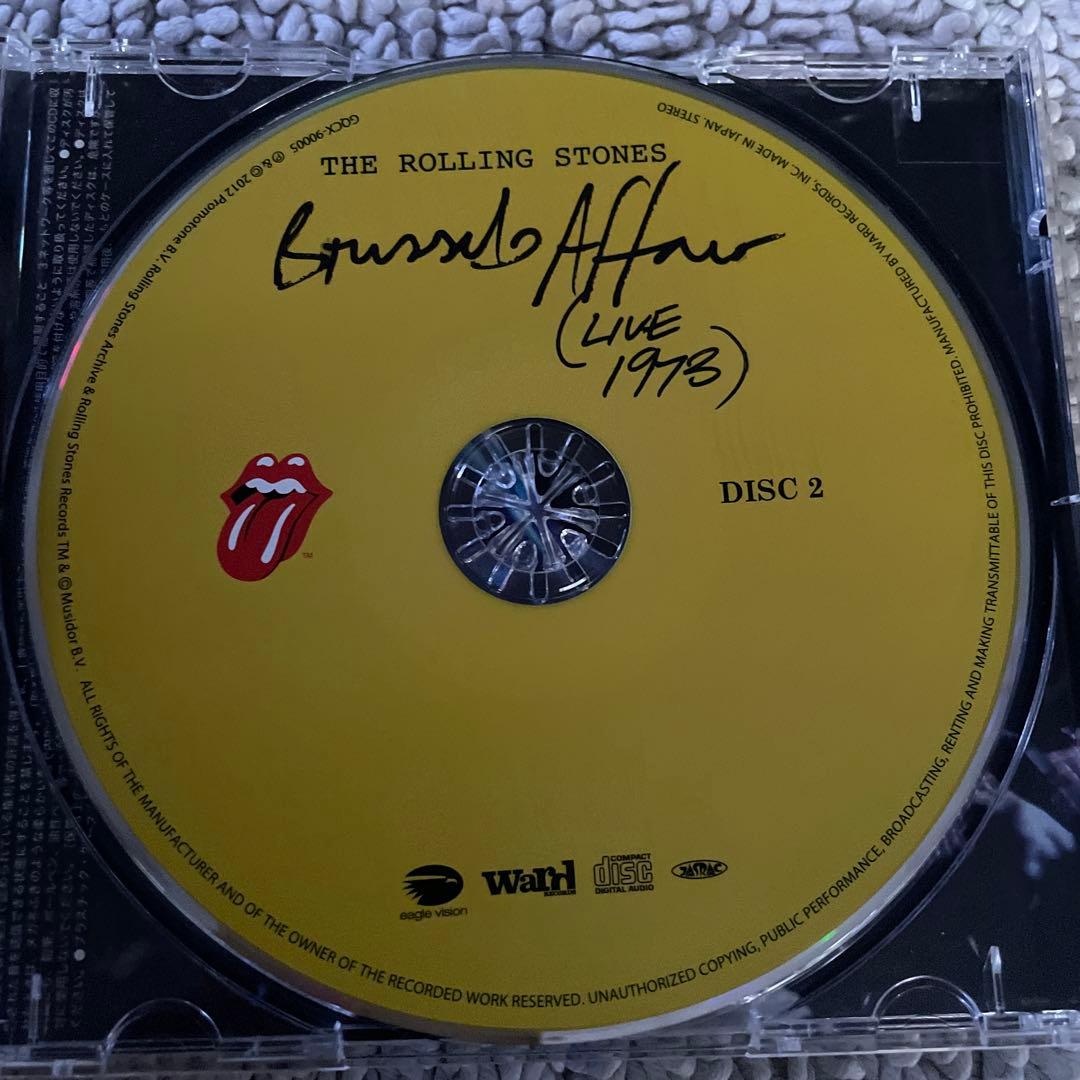 THE ROLLING STONES
Brussels Affair
(LIVE
1973)
DISC 2
TM
eagle vision
Ward
RECORDS
COMPACT
disc
DIGITAL AUDIO
JASRAC
GQCX-90005 ℗ & © 2012 Promotone B.V. Rolling Stones Archive & Rolling Stones Records TM & © Musidor B.V. ALL RIGHTS OF THE MANUFACTURER AND OF THE OWNER OF THE RECORDED WORK RESERVED. UNAUTHORIZED COPYING, PUBLIC PERFORMANCE, BROADCASTING, RENTING AND MAKING TRANSMITTABLE OF THIS DISC PROHIBITED. MANUFACTURED BY WARD RECORDS, INC. MADE IN JAPAN. STEREO